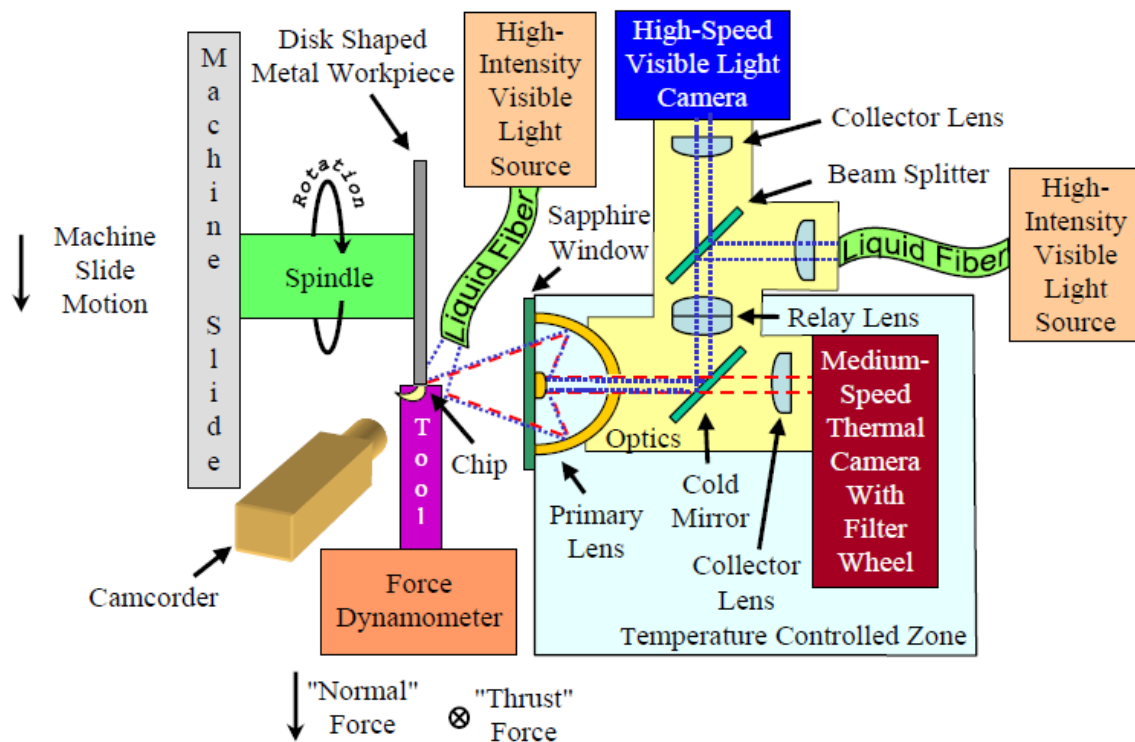 Machine Slide
Disk Shaped
Metal Workpiece
High-
Intensity
Visible
Light
Source
High-Speed
Visible Light
Camera
Collector Lens
Beam Splitter
High-
Intensity
Visible
Light
Source
Rotation
Machine
Slide
Motion
Spindle
Liquid Fiber
Sapphire
Window
Liquid Fiber
Relay Lens
Medium-
Speed
Thermal
Camera
With
Filter
Wheel
Tool
Chip
Optics
Primary
Lens
Cold
Mirror
Collector
Lens
Camcorder
Force
Dynamometer
Temperature Controlled Zone
"Normal"
Force
"Thrust"
Force